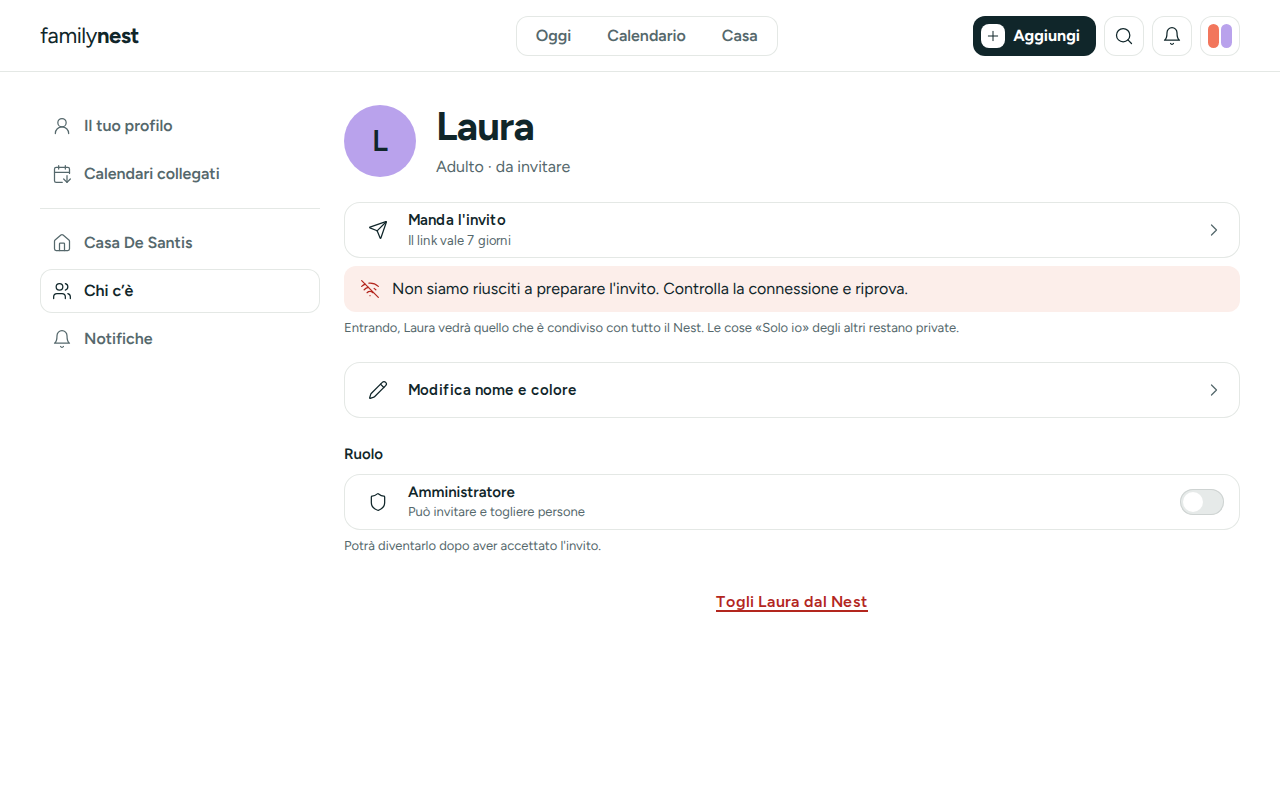 familynest
Oggi
Calendario
Casa
Aggiungi
Il tuo profilo
Calendari collegati
Casa De Santis
Chi c’è
Notifiche
L
Laura
Adulto · da invitare
Manda l'invito
Il link vale 7 giorni
Non siamo riusciti a preparare l'invito. Controlla la connessione e riprova.
Entrando, Laura vedrà quello che è condiviso con tutto il Nest. Le cose «Solo io» degli altri restano private.
Modifica nome e colore
Ruolo
Amministratore
Può invitare e togliere persone
Potrà diventarlo dopo aver accettato l'invito.
Togli Laura dal Nest